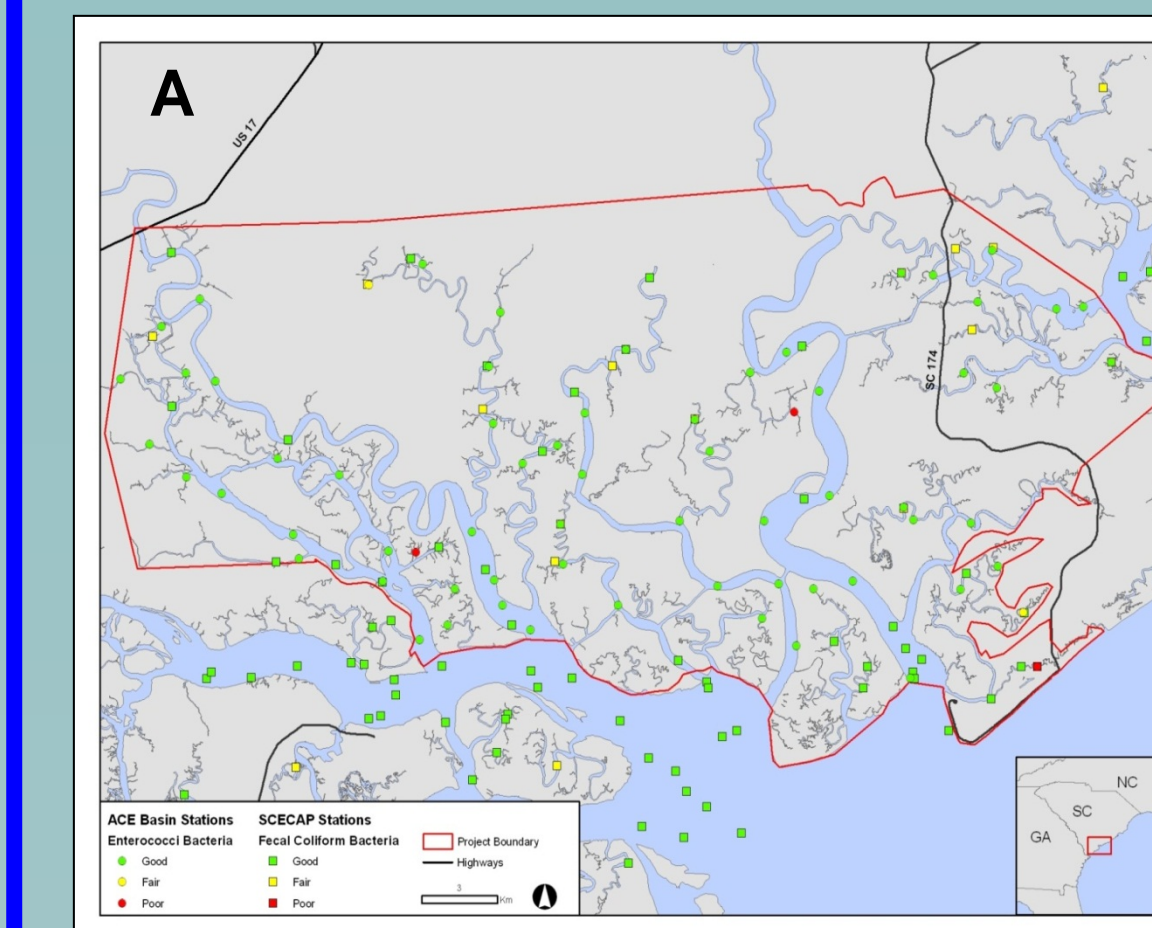 A
US 17
SC 174
NC
SC
GA
ACE Basin Stations
Enterococci Bacteria
Good
Fair
Poor
SCECAP Stations
Fecal Coliform Bacteria
Good
Fair
Poor
Project Boundary
Highways
3
Km